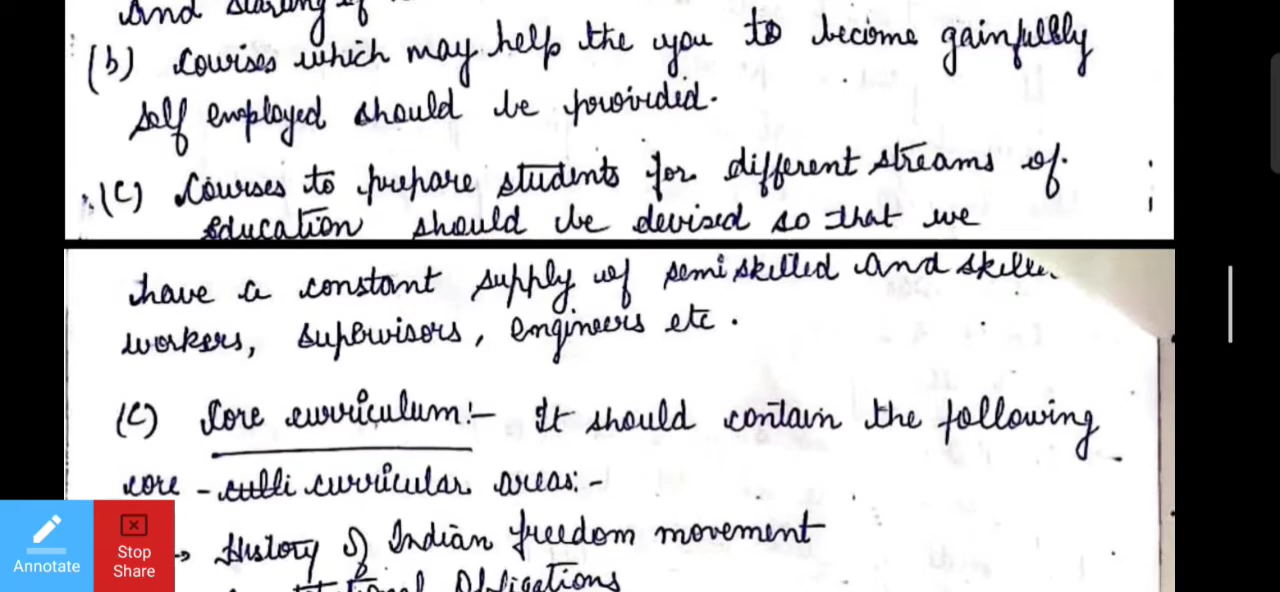 And
(b) Courses which may help the you to become gainfully
self employed should be provided.
(C) Courses to prepare students for different streams of
education should be devised so that we
have a constant supply of semi skilled and
workers, supervisors, engineers etc.
(C) Core curriculum:- It should contain the following
core - culli curricular areas:-
→ History of Indian freedom movement
Obligations
Annotate
Stop
Share